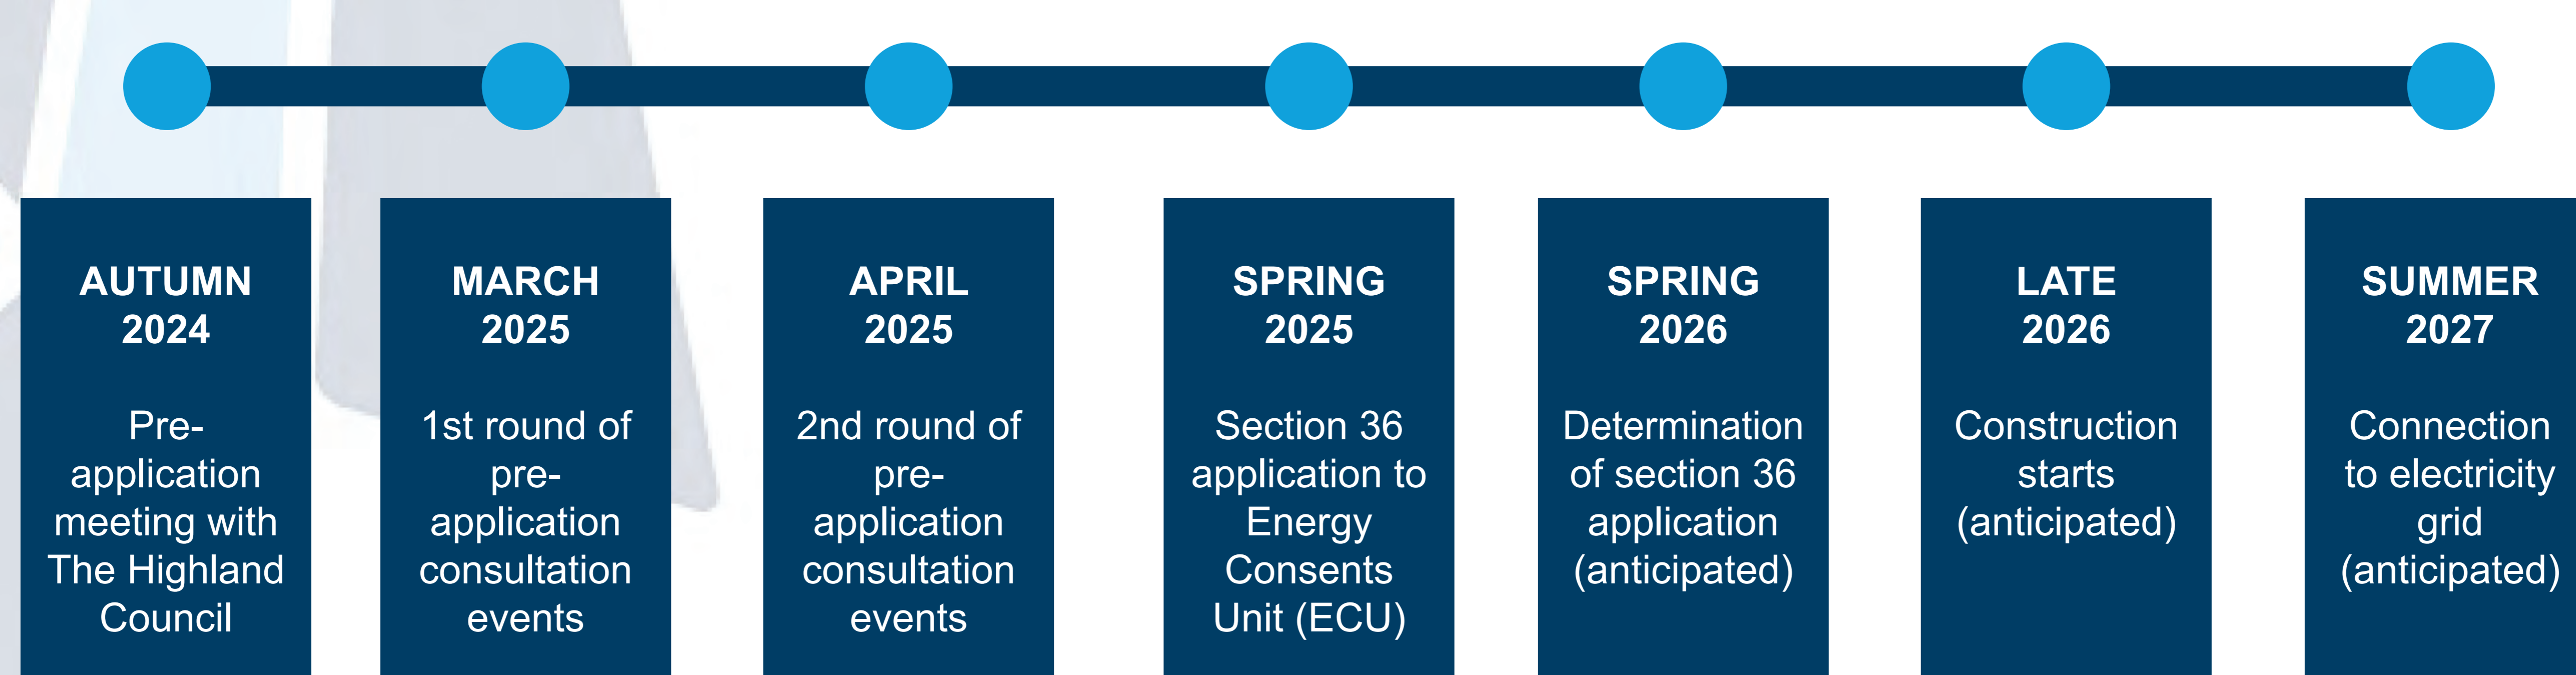 AUTUMN
2024
Pre-
application
meeting with
The Highland
Council
MARCH
2025
1st round of
pre-
application
consultation
events
APRIL
2025
2nd round of
pre-
application
consultation
events
SPRING
2025
Section 36
application to
Energy
Consents
Unit (ECU)
SPRING
2026
Determination
of section 36
application
(anticipated)
LATE
2026
Construction
starts
(anticipated)
SUMMER
2027
Connection
to electricity
grid
(anticipated)